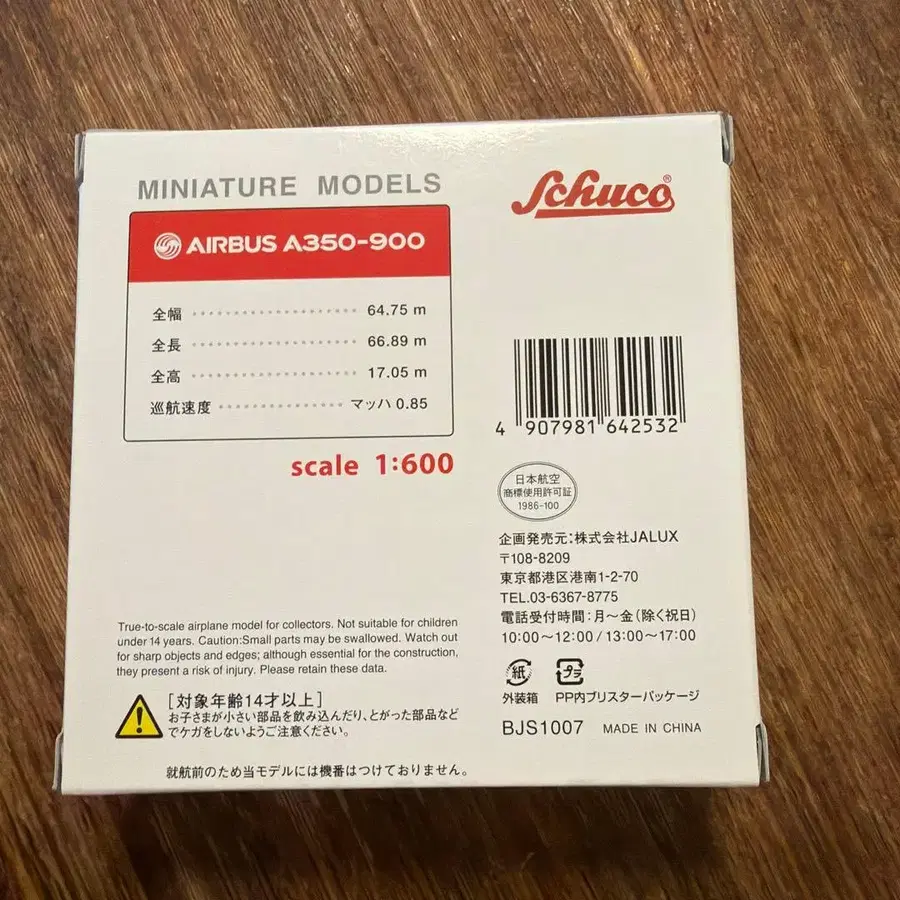 MINIATURE MODELS
Schuco®
AIRBUS A350-900
全幅 64.75 m
全長 66.89 m
全高 17.05 m
巡航速度 マッハ 0.85
scale 1:600
4 907981 642532
日本航空
商標使用許可証
1986-100
企画発売元:株式会社JALUX
〒108-8209
東京都港区港南1-2-70
TEL.03-6367-8775
電話受付時間:月〜金(除く祝日)
10:00〜12:00 / 13:00〜17:00
紙 プラ
外装箱 PP内ブリスターパッケージ
BJS1007 MADE IN CHINA
True-to-scale airplane model for collectors. Not suitable for children
under 14 years. Caution:Small parts may be swallowed. Watch out
for sharp objects and edges; although essential for the construction,
they present a risk of injury. Please retain these data.
[対象年齢14才以上]
お子さまが小さい部品を飲み込んだり、とがった部品など
でケガをしないようご注意ください。
就航前のため当モデルには機番はつけておりません。